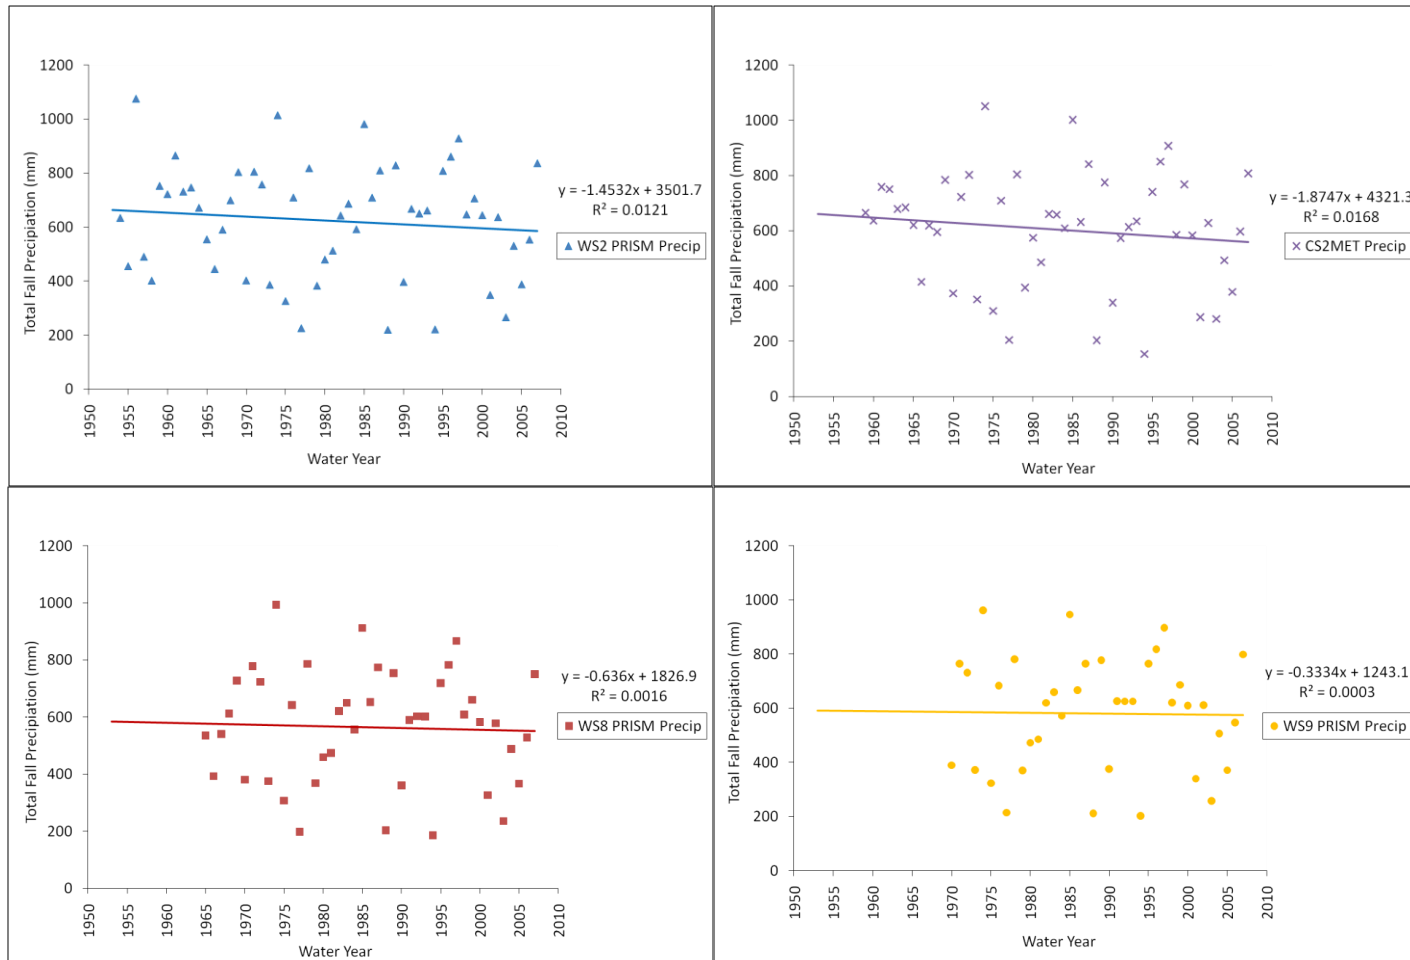 1200
1000
800
600
400
200
0
Total Fall Precipiation (mm)
1950 1955 1960 1965 1970 1975 1980 1985 1990 1995 2000 2005 2010
Water Year
y = -1.4532x + 3501.7
R² = 0.0121
WS2 PRISM Precip
1200
1000
800
600
400
200
0
Total Fall Precipitation (mm)
1950 1955 1960 1965 1970 1975 1980 1985 1990 1995 2000 2005 2010
Water Year
y = -1.8747x + 4321.3
R² = 0.0168
CS2MET Precip
1200
1000
800
600
400
200
0
Total Fall Precipitation (mm)
1950 1955 1960 1965 1970 1975 1980 1985 1990 1995 2000 2005 2010
Water Year
y = -0.636x + 1826.9
R² = 0.0016
WS8 PRISM Precip
1200
1000
800
600
400
200
0
Total Fall Precipitation (mm)
1950 1955 1960 1965 1970 1975 1980 1985 1990 1995 2000 2005 2010
Water Year
y = -0.3334x + 1243.1
R² = 0.0003
WS9 PRISM Precip